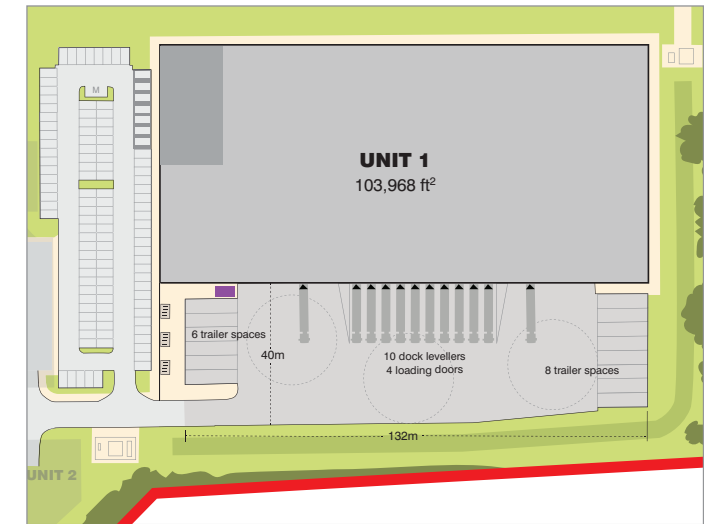 M
UNIT 1
103,968 ft²
6 trailer spaces
40m
10 dock levellers
4 loading doors
8 trailer spaces
132m
UNIT 2